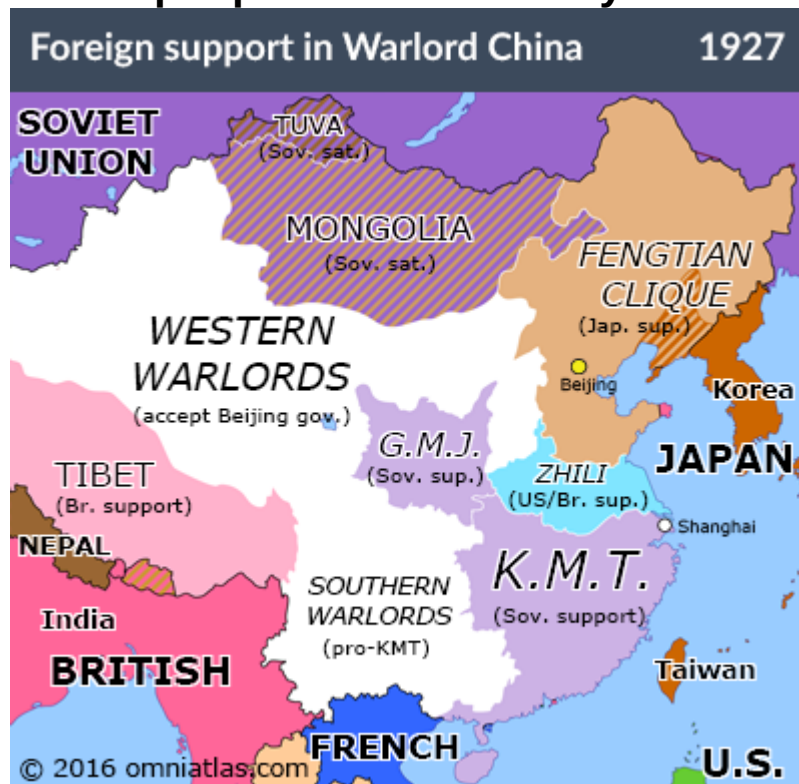 Foreign support in Warlord China 1927
SOVIET
UNION
TUVA
(Sov. sat.)
MONGOLIA
(Sov. sat.)
FENGTIAN
CLIQUE
(Jap. sup.)
WESTERN
WARLORDS
(accept Beijing gov.)
Beijing
Korea
G.M.J.
(Sov. sup.)
JAPAN
ZHILI
(US/Br. sup.)
TIBET
(Br. support)
Shanghai
NEPAL
K.M.T.
(Sov. support)
SOUTHERN
WARLORDS
(pro-KMT)
India
BRITISH
Taiwan
FRENCH
U.S.
© 2016 omniatlas.com